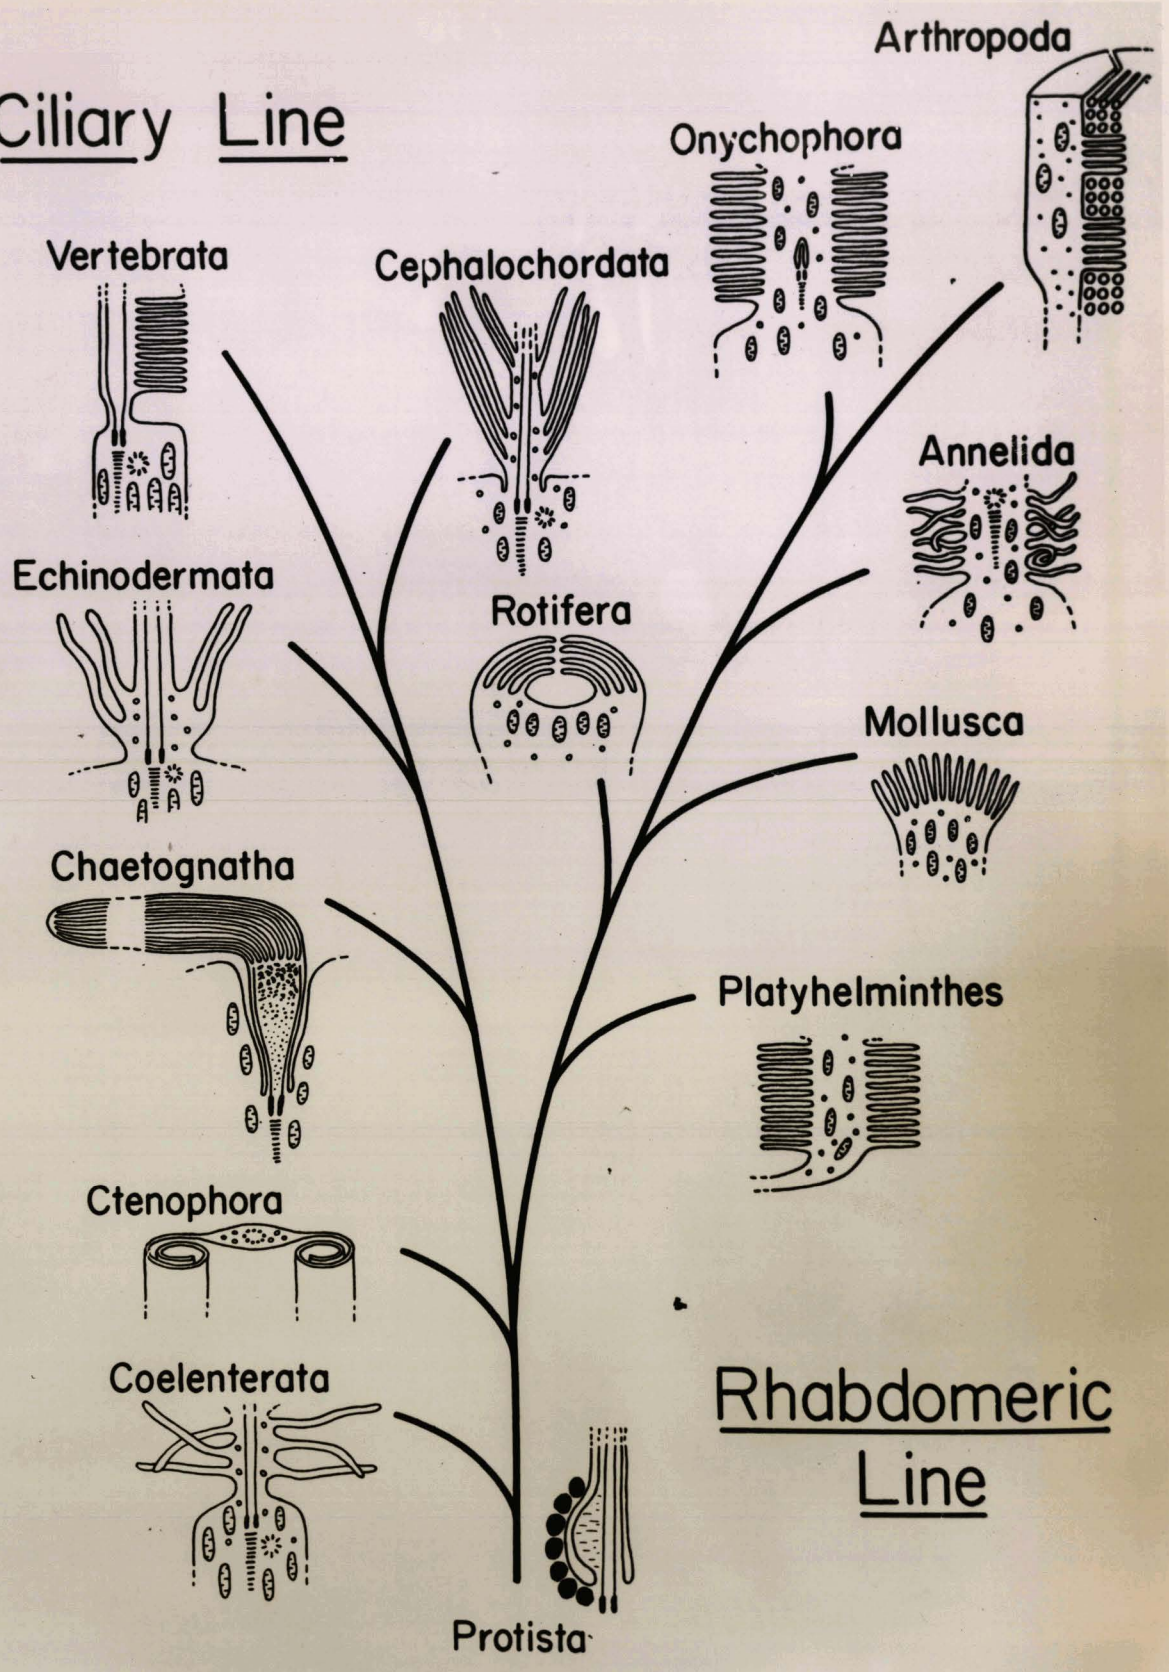 Arthropoda
Ciliary Line
Onychophora
Vertebrata
Cephalochordata
Annelida
Echinodermata
Rotifera
Mollusca
Chaetognatha
Platyhelminthes
Ctenophora
Coelenterata
Rhabdomeric
Line
Protista